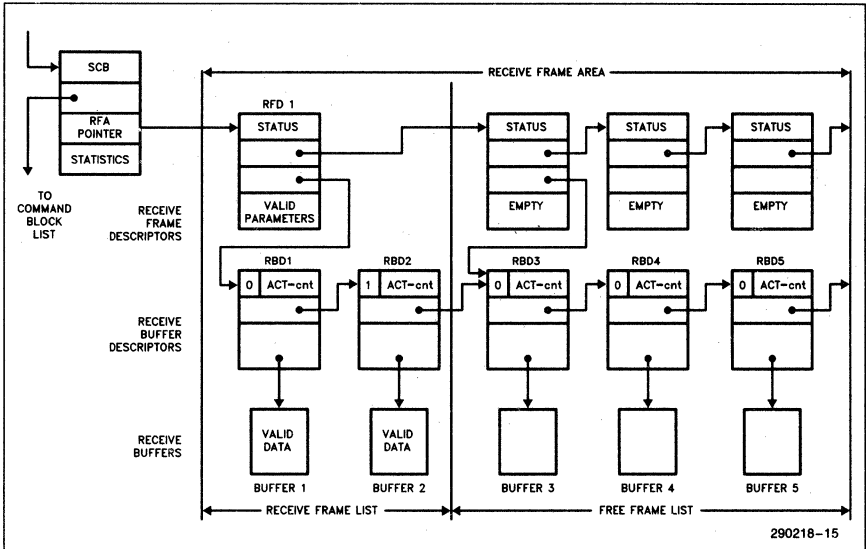 SCB
RECEIVE FRAME AREA
RFD 1
RFA
POINTER
STATISTICS
STATUS
STATUS
STATUS
STATUS
TO
COMMAND
BLOCK
LIST
RECEIVE
FRAME
DESCRIPTORS
VALID
PARAMETERS
EMPTY
EMPTY
EMPTY
RBD1
RBD2
RBD3
RBD4
RBD5
0 ACT-cnt
1 ACT-cnt
0 ACT-cnt
0 ACT-cnt
0 ACT-cnt
RECEIVE
BUFFER
DESCRIPTORS
RECEIVE
BUFFERS
VALID
DATA
VALID
DATA
BUFFER 1
BUFFER 2
BUFFER 3
BUFFER 4
BUFFER 5
RECEIVE FRAME LIST
FREE FRAME LIST
290218-15